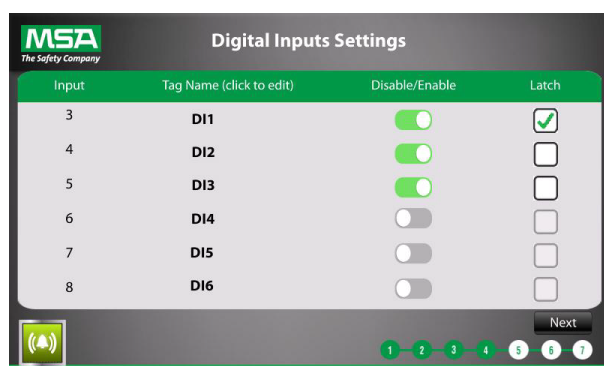 MSA
The Safety Company
Digital Inputs Settings
Input Tag Name (click to edit) Disable/Enable Latch
3 DI1
4 DI2
5 DI3
6 DI4
7 DI5
8 DI6
Next
1 2 3 4 5 6 7